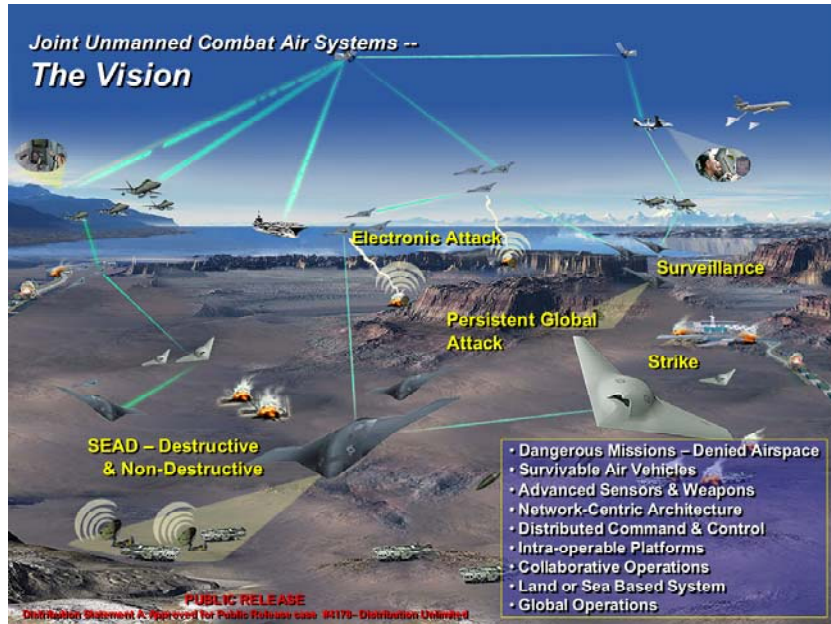 Joint Unmanned Combat Air Systems --
The Vision
Electronic Attack
Surveillance
Persistent Global
Attack
Strike
SEAD – Destructive
& Non-Destructive
• Dangerous Missions – Denied Airspace
• Survivable Air Vehicles
• Advanced Sensors & Weapons
• Network-Centric Architecture
• Distributed Command & Control
• Intra-operable Platforms
• Collaborative Operations
• Land or Sea Based System
• Global Operations
PUBLIC RELEASE
Distribution Statement A: Approved for Public Release case #4170– Distribution Unlimited